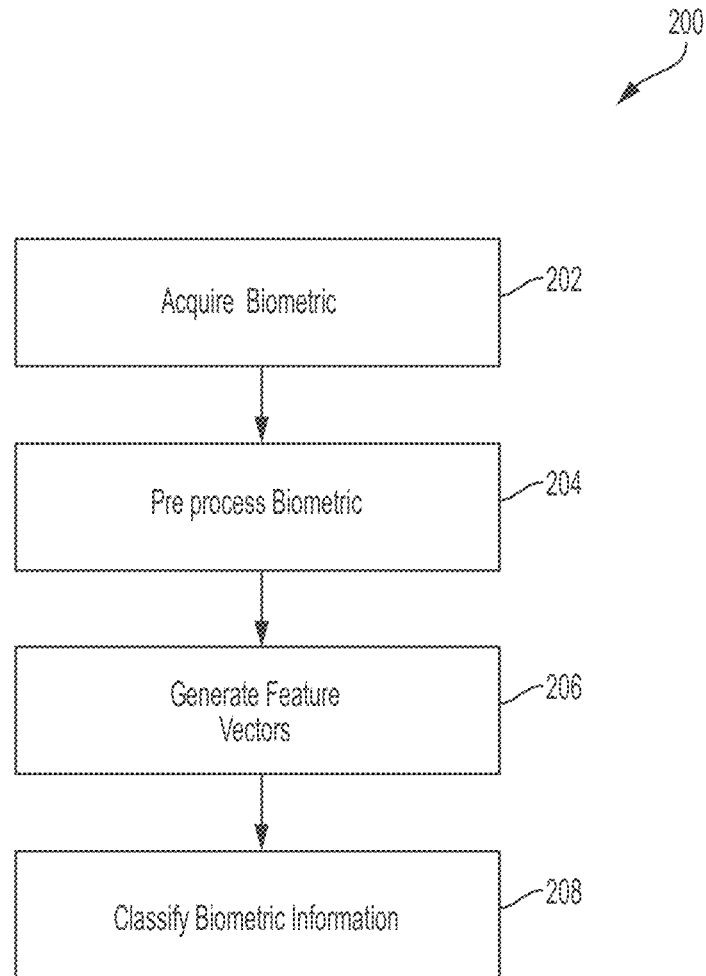 200
Acquire Biometric
202
Pre process Biometric
204
Generate Feature
Vectors
206
Classify Biometric Information
208